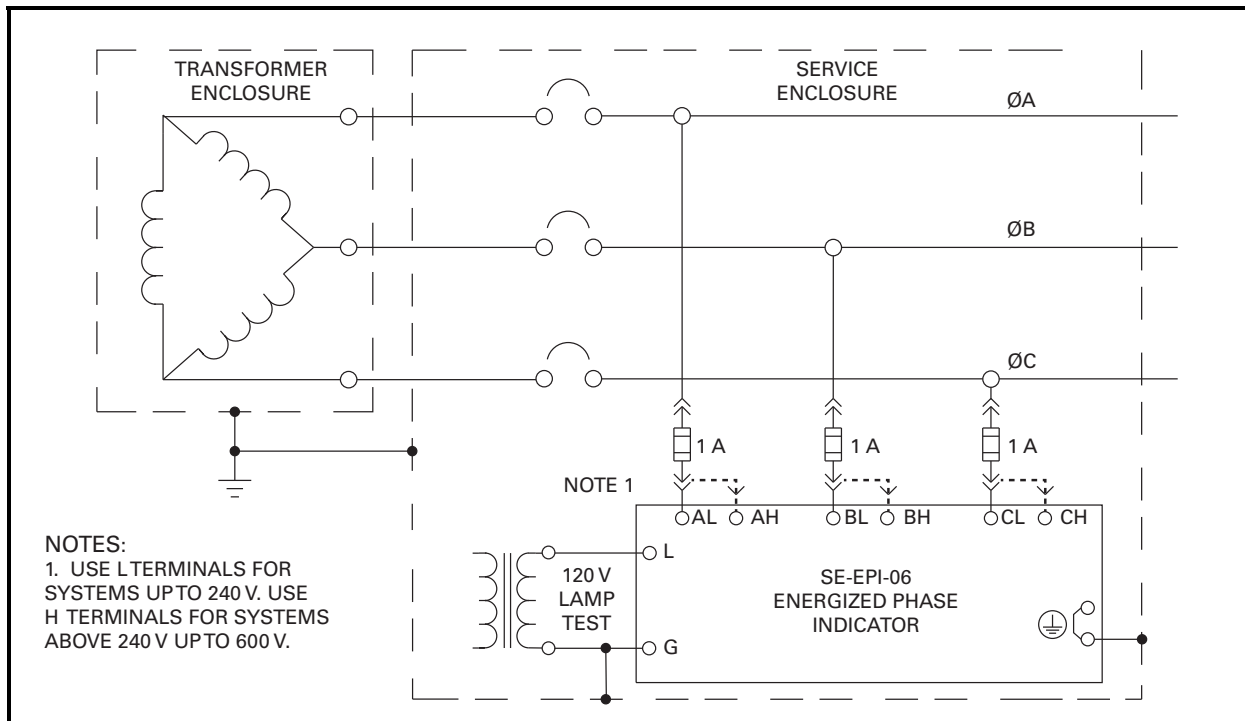 TRANSFORMER
ENCLOSURE
SERVICE
ENCLOSURE
ØA
ØB
ØC
1 A
1 A
1 A
NOTE 1
AL
AH
BL
BH
CL
CH
L
120 V
LAMP
TEST
G
SE-EPI-06
ENERGIZED PHASE
INDICATOR
NOTES:
1. USE L TERMINALS FOR
SYSTEMS UP TO 240 V. USE
H TERMINALS FOR SYSTEMS
ABOVE 240 V UP TO 600 V.